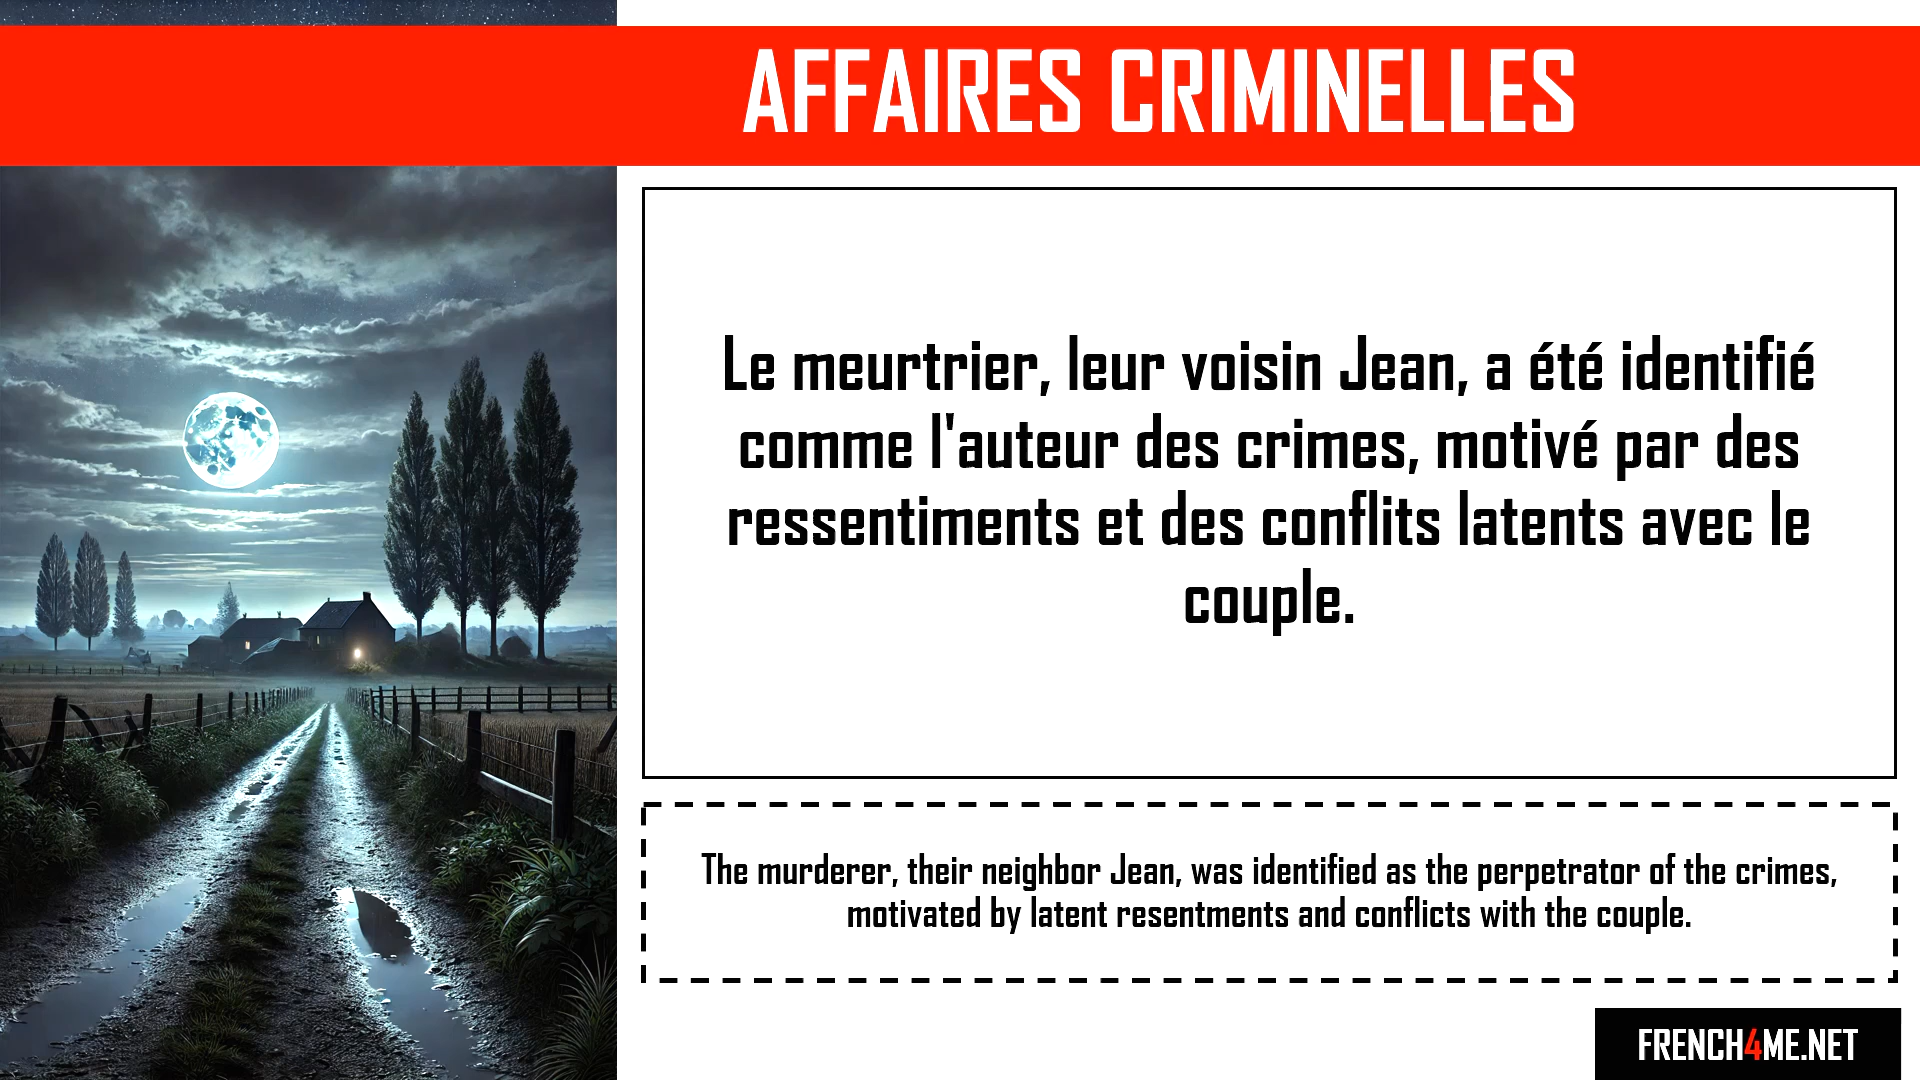 AFFAIRES CRIMINELLES
Le meurtrier, leur voisin Jean, a été identifié
comme l'auteur des crimes, motivé par des
ressentiments et des conflits latents avec le
couple.
The murderer, their neighbor Jean, was identified as the perpetrator of the crimes,
motivated by latent resentments and conflicts with the couple.
FRENCH4ME.NET